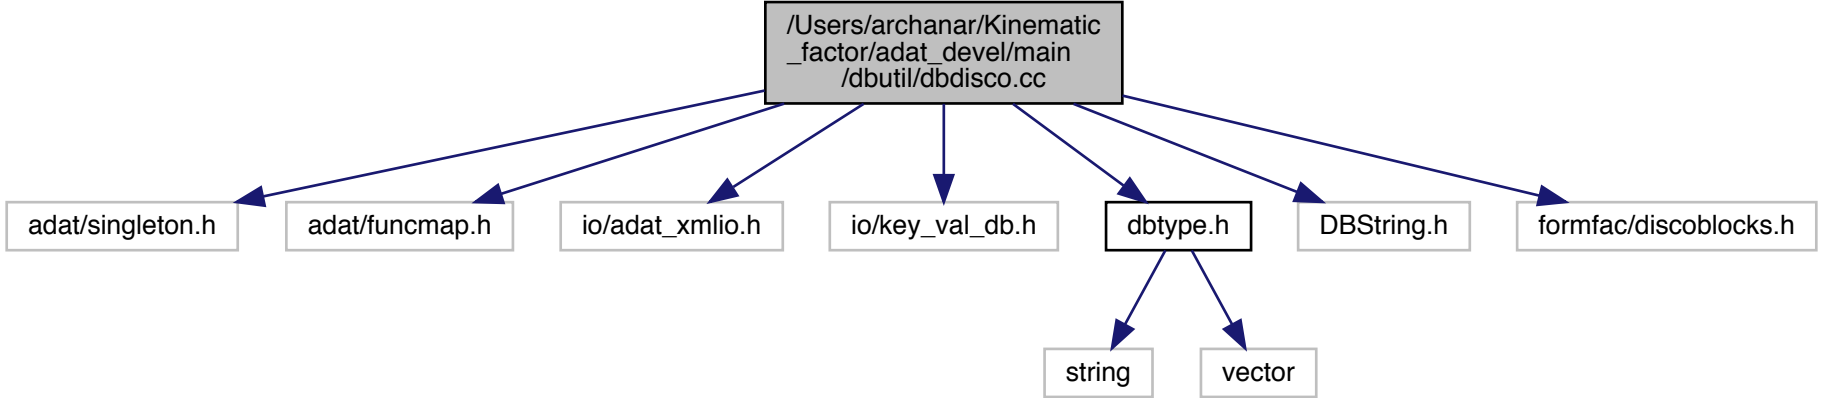 /Users/archanar/Kinematic
_factor/adat_devel/main
/dbutil/dbdisco.cc
adat/singleton.h
adat/funcmap.h
io/adat_xmlio.h
io/key_val_db.h
dbtype.h
DBString.h
formfac/discoblocks.h
string
vector